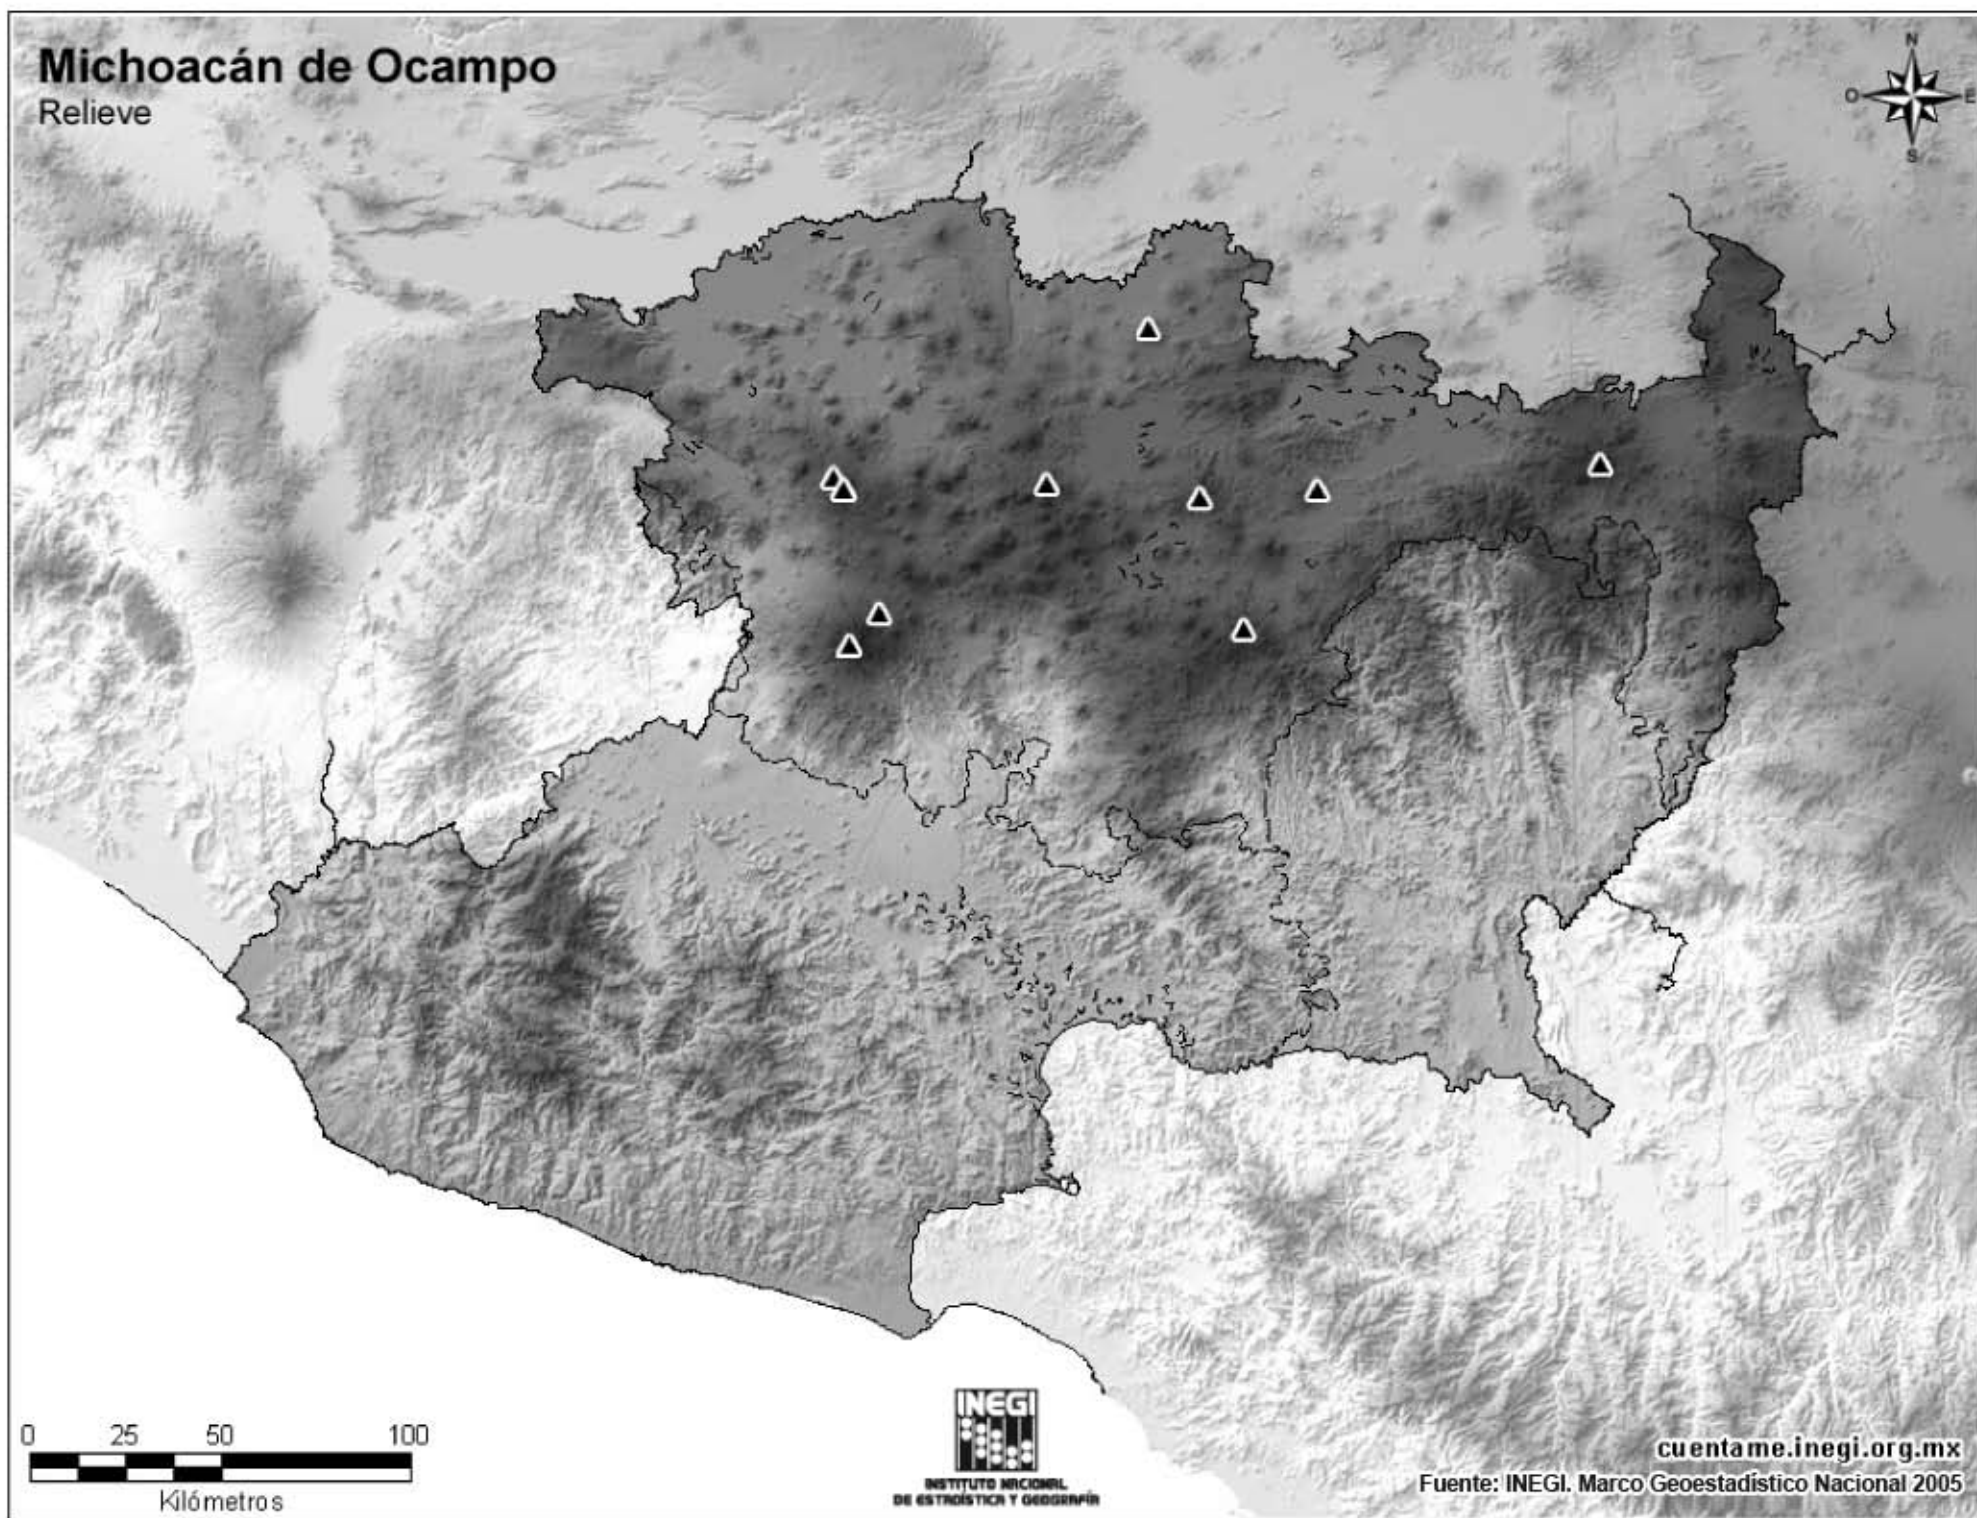 Michoacán de Ocampo
Relieve
N
O
E
S
0 25 50 100
Kilómetros
INEGI
INSTITUTO NACIONAL
DE ESTADÍSTICA Y GEOGRAFÍA
cuentame.inegi.org.mx
Fuente: INEGI. Marco Geoestadístico Nacional 2005